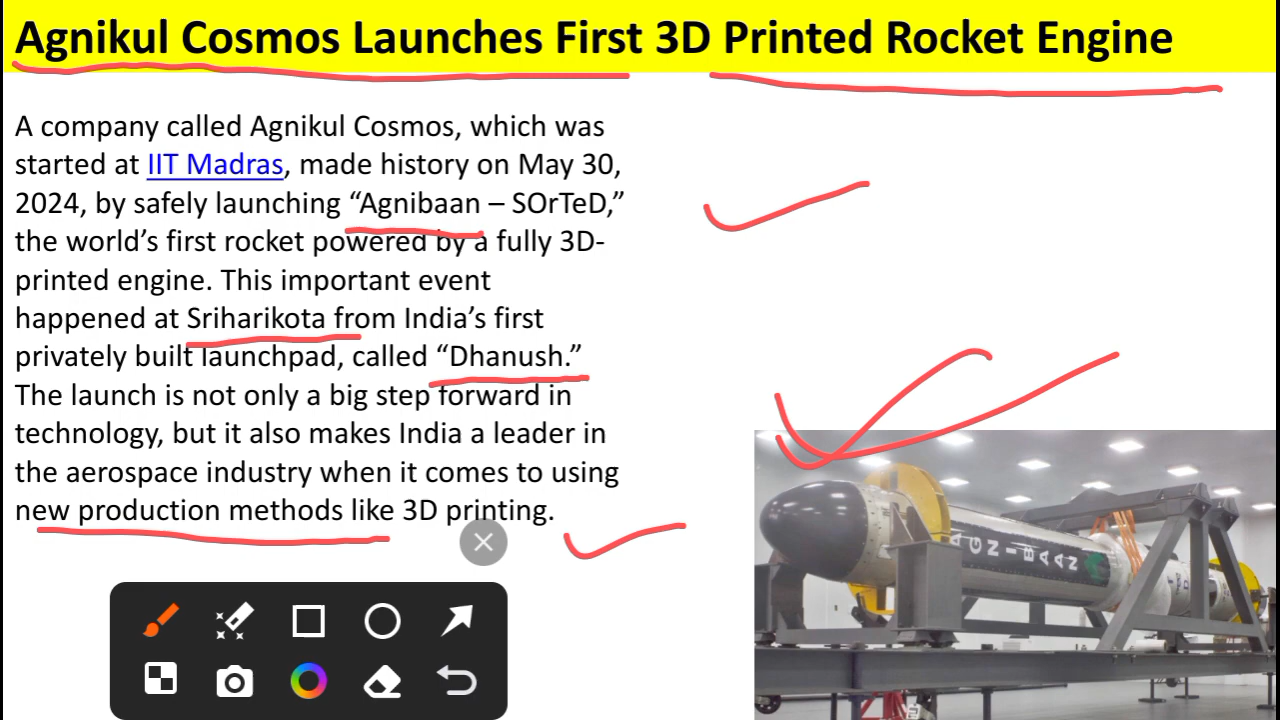 Agnikul Cosmos Launches First 3D Printed Rocket Engine
A company called Agnikul Cosmos, which was
started at IIT Madras, made history on May 30,
2024, by safely launching “Agnibaan – SOrTeD,”
the world’s first rocket powered by a fully 3D-
printed engine. This important event
happened at Sriharikota from India’s first
privately built launchpad, called “Dhanush.”
The launch is not only a big step forward in
technology, but it also makes India a leader in
the aerospace industry when it comes to using
new production methods like 3D printing.
AGNIBAAN